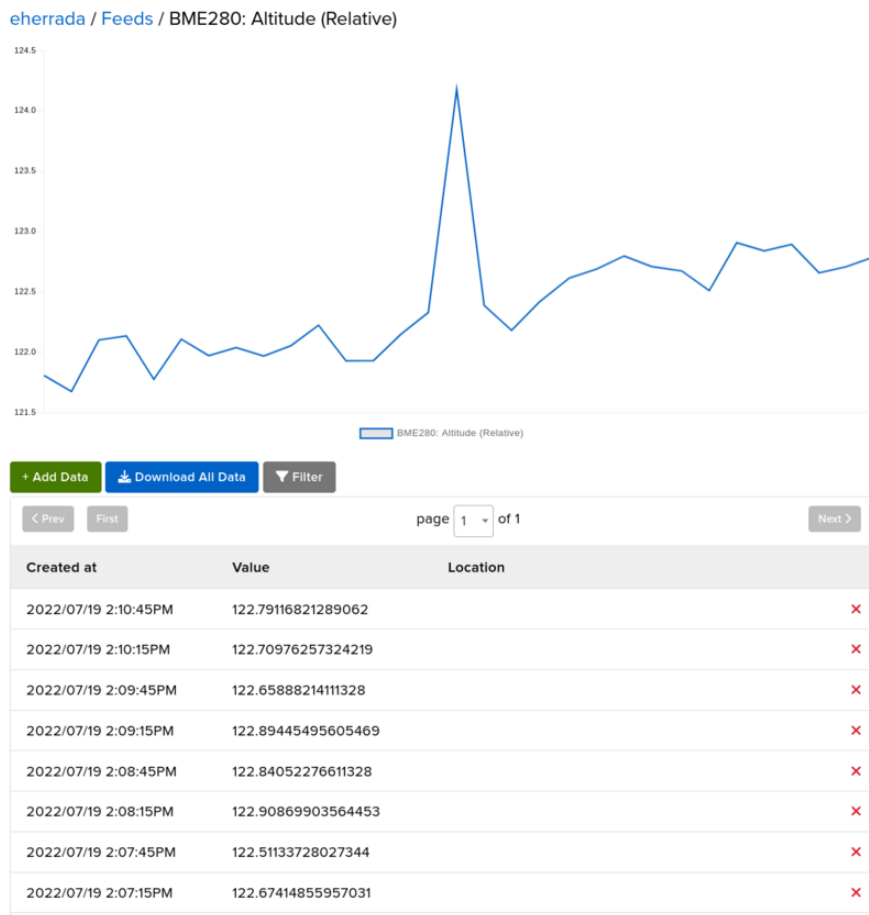 eherrada / Feeds / BME280: Altitude (Relative)
124.5
124.0
123.5
123.0
122.5
122.0
121.5
BME280: Altitude (Relative)
+ Add Data Download All Data Filter
< Prev First page 1 of 1 Next >
Created at Value Location
2022/07/19 2:10:45PM 122.79116821289062 ×
2022/07/19 2:10:15PM 122.70976257324219 ×
2022/07/19 2:09:45PM 122.65888214111328 ×
2022/07/19 2:09:15PM 122.89445495605469 ×
2022/07/19 2:08:45PM 122.84052276611328 ×
2022/07/19 2:08:15PM 122.90869903564453 ×
2022/07/19 2:07:45PM 122.51133728027344 ×
2022/07/19 2:07:15PM 122.67414855957031 ×